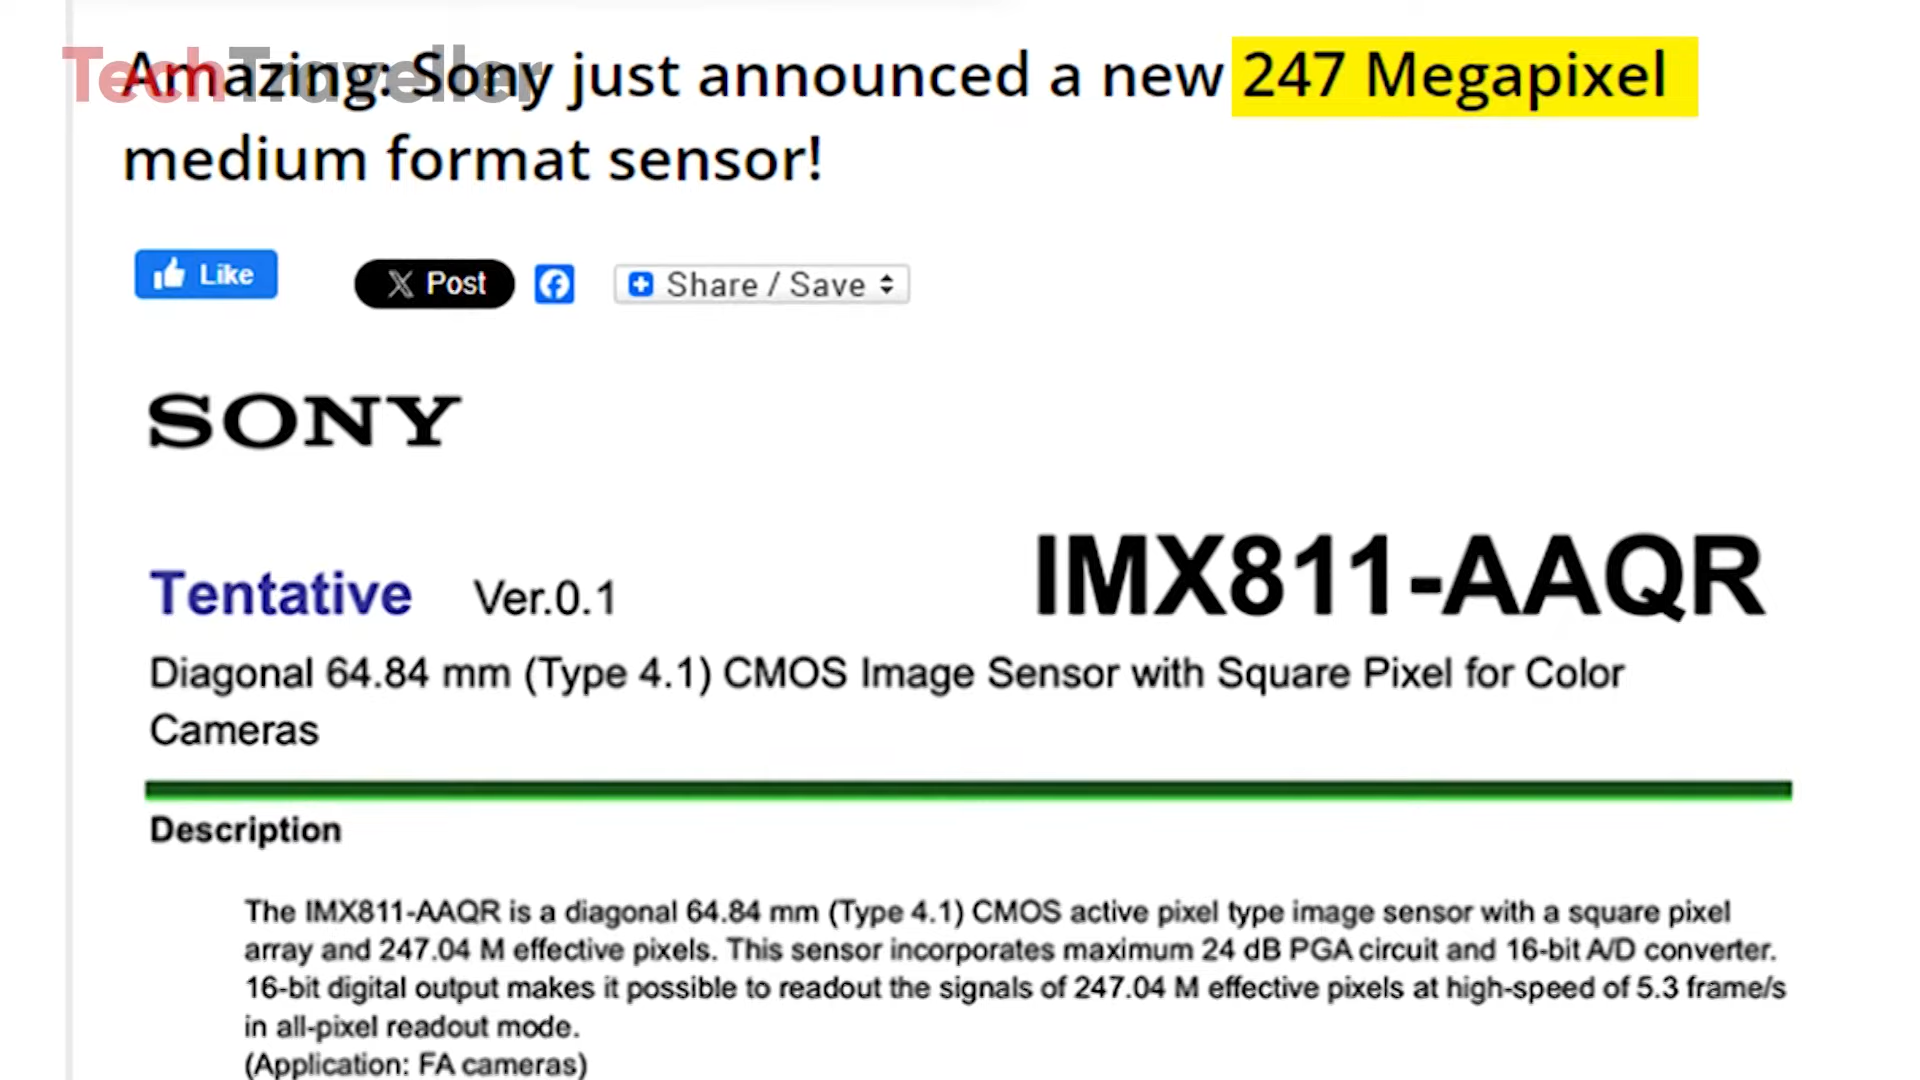 TechTraveller
Amazing: Sony just announced a new 247 Megapixel
medium format sensor!
Like
X Post
Share / Save
SONY
IMX811-AAQR
Tentative Ver.0.1
Diagonal 64.84 mm (Type 4.1) CMOS Image Sensor with Square Pixel for Color
Cameras
Description
The IMX811-AAQR is a diagonal 64.84 mm (Type 4.1) CMOS active pixel type image sensor with a square pixel
array and 247.04 M effective pixels. This sensor incorporates maximum 24 dB PGA circuit and 16-bit A/D converter.
16-bit digital output makes it possible to readout the signals of 247.04 M effective pixels at high-speed of 5.3 frame/s
in all-pixel readout mode.
(Application: FA cameras)